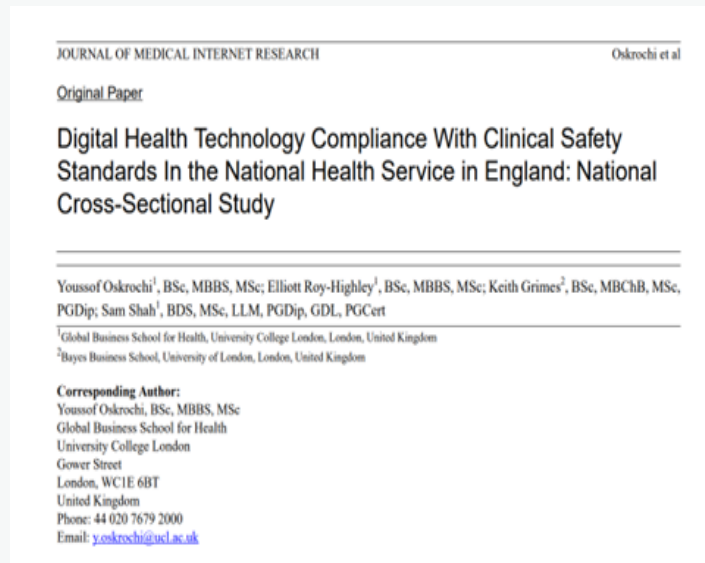 JOURNAL OF MEDICAL INTERNET RESEARCH
Oskrochi et al
Original Paper
Digital Health Technology Compliance With Clinical Safety
Standards In the National Health Service in England: National
Cross-Sectional Study
Youssof Oskrochi1, BSc, MBBS, MSc; Elliott Roy-Highley1, BSc, MBBS, MSc; Keith Grimes2, BSc, MBChB, MSc,
PGDip; Sam Shah1, BDS, MSc, LLM, PGDip, GDL, PGCert
1Global Business School for Health, University College London, London, United Kingdom
2Bayes Business School, University of London, London, United Kingdom
Corresponding Author:
Youssof Oskrochi, BSc, MBBS, MSc
Global Business School for Health
University College London
Gower Street
London, WC1E 6BT
United Kingdom
Phone: 44 020 7679 2000
Email: y.oskrochi@ucl.ac.uk